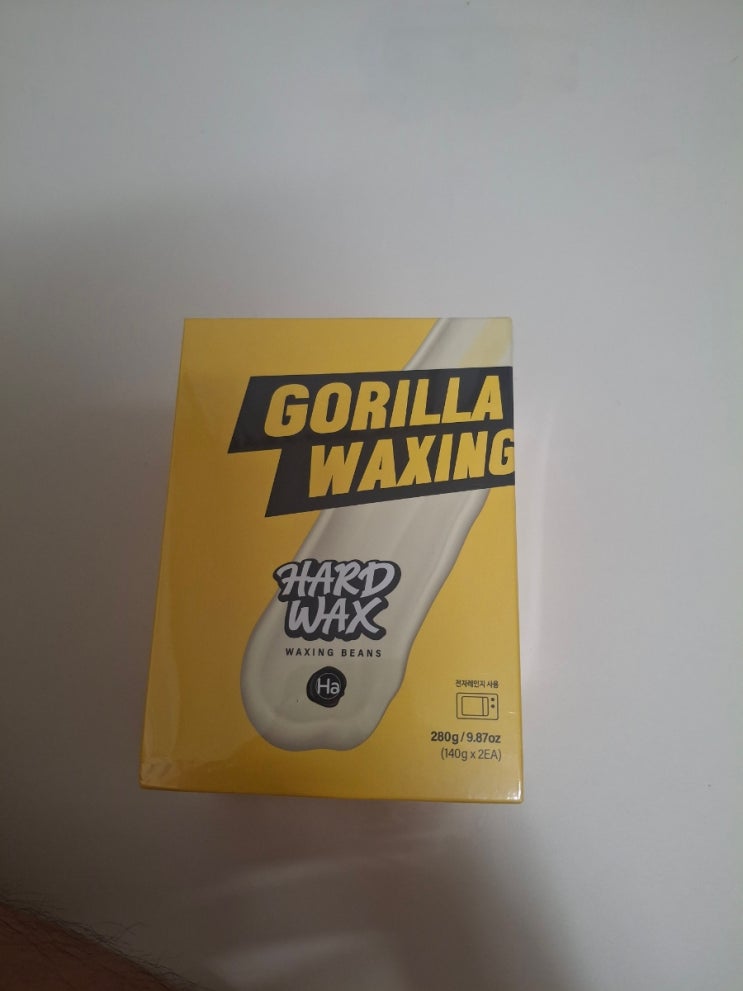 GORILLA
WAXING
HARD
WAX
WAXING BEANS
Ha
전자레인지 사용
280g/9.87oz
(140g x 2EA)